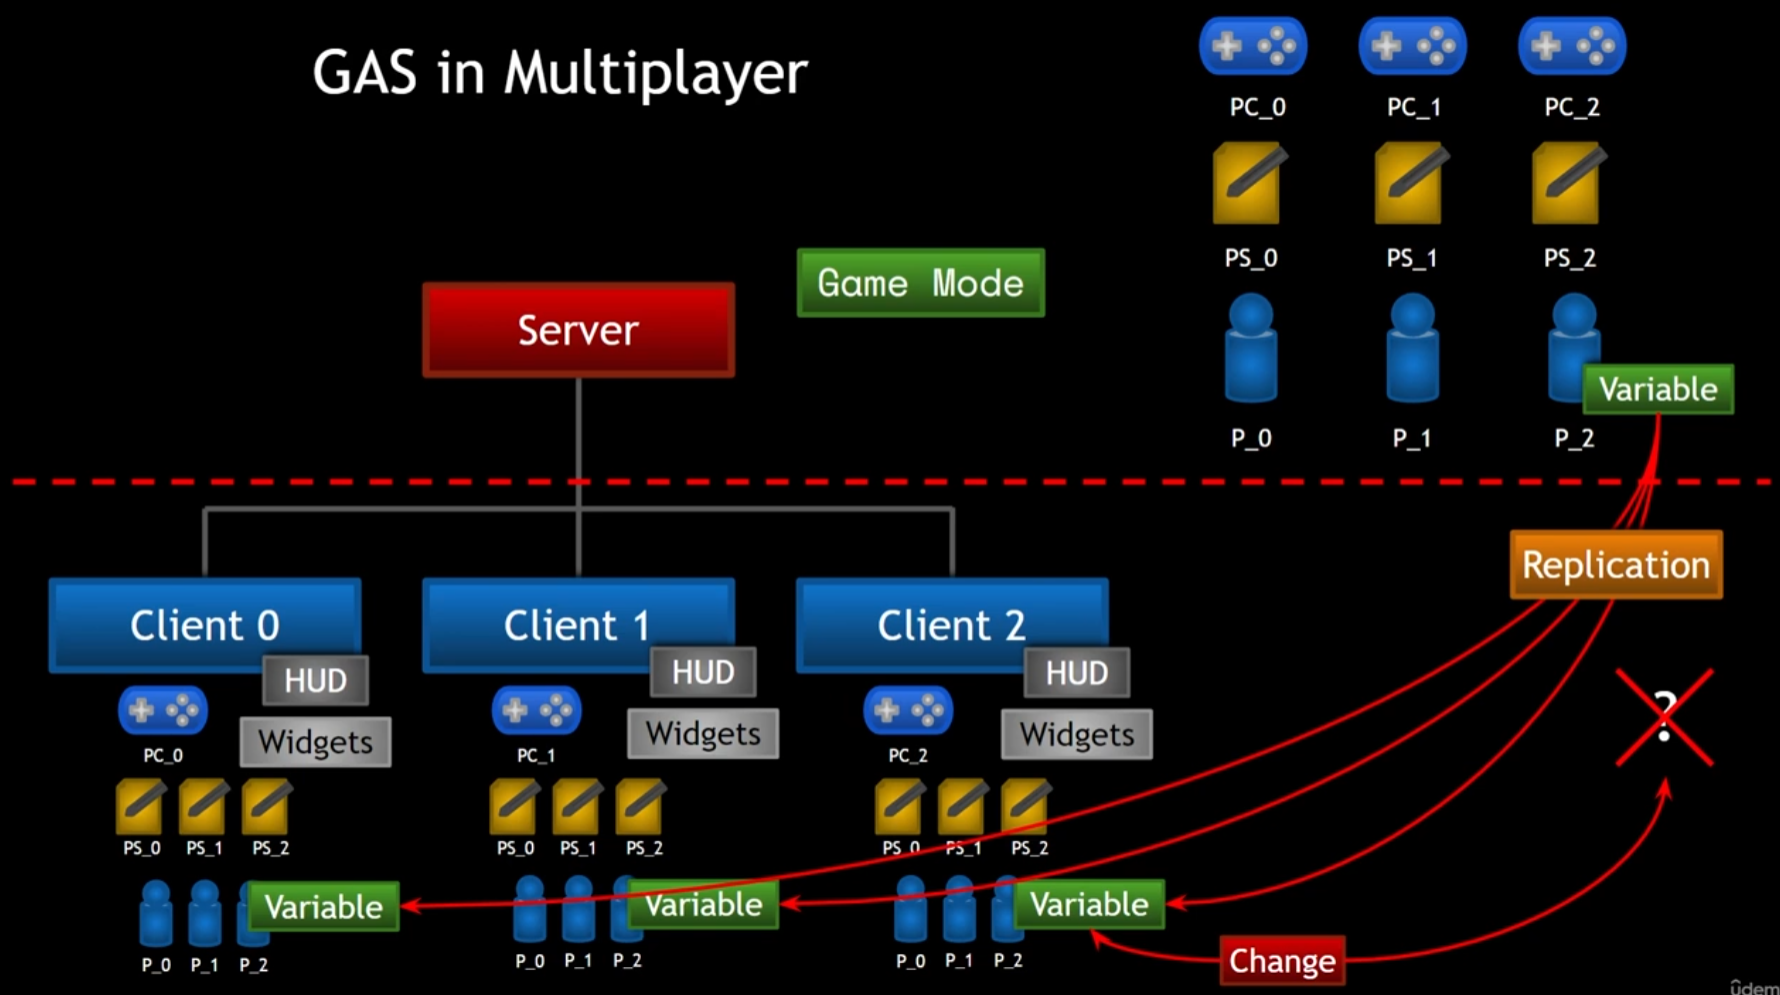 GAS in Multiplayer
PC_0
PC_1
PC_2
PS_0
PS_1
PS_2
Game Mode
Server
Variable
P_0
P_1
P_2
Replication
Client 0
Client 1
Client 2
HUD
HUD
HUD
PC_0
Widgets
PC_1
Widgets
PC_2
Widgets
?
PS_0
PS_1
PS_2
PS_0
PS_1
PS_2
PS_0
PS_1
PS_2
Variable
Variable
Variable
P_0
P_1
P_2
P_0
P_1
P_2
P_0
P_1
P_2
Change
ûdem